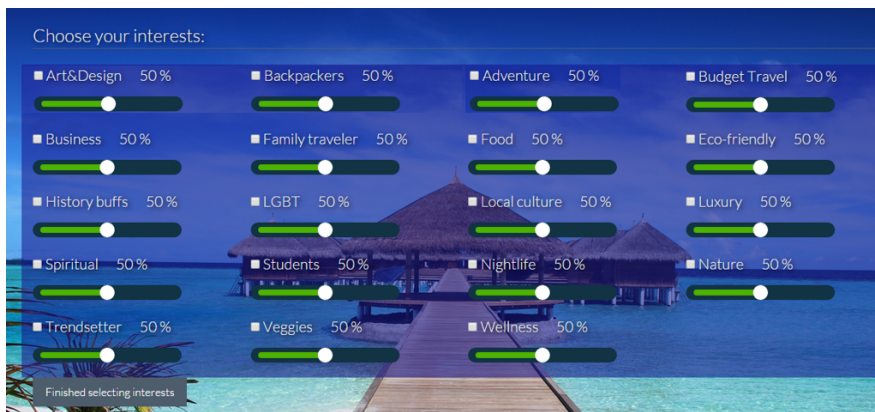 Choose your interests:
Art&Design 50 % Backpackers 50 % Adventure 50 % Budget Travel 50 %
Business 50 % Family traveler 50 % Food 50 % Eco-friendly 50 %
History buffs 50 % LGBT 50 % Local culture 50 % Luxury 50 %
Spiritual 50 % Students 50 % Nightlife 50 % Nature 50 %
Trendsetter 50 % Veggies 50 % Wellness 50 %
Finished selecting interests